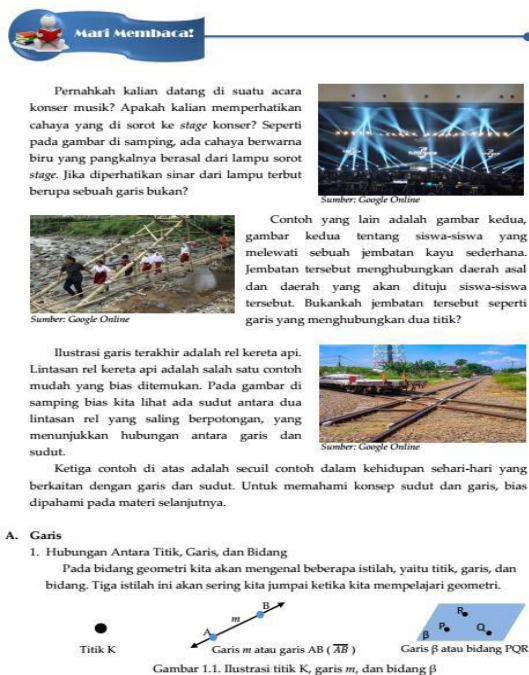 Mari Membaca!
Pernahkah kalian datang di suatu acara
konser musik? Apakah kalian memperhatikan
cahaya yang di sorot ke stage konser? Seperti
pada gambar di samping, ada cahaya berwarna
biru yang pangkalnya berasal dari lampu sorot
stage. Jika diperhatikan sinar dari lampu terbut
berupa sebuah garis bukan?
Sumber: Google Online
Contoh yang lain adalah gambar kedua,
gambar kedua tentang siswa-siswa yang
melewati sebuah jembatan kayu sederhana.
Jembatan tersebut menghubungkan daerah asal
dan daerah yang akan dituju siswa-siswa
tersebut. Bukankah jembatan tersebut seperti
garis yang menghubungkan dua titik?
Sumber: Google Online
Ilustrasi garis terakhir adalah rel kereta api.
Lintasan rel kereta api adalah salah satu contoh
mudah yang bias ditemukan. Pada gambar di
samping bias kita lihat ada sudut antara dua
lintasan rel yang saling berpotongan, yang
menunjukkan hubungan antara garis dan
sudut.
Sumber: Google Online
Ketiga contoh di atas adalah secuil contoh dalam kehidupan sehari-hari yang
berkaitan dengan garis dan sudut. Untuk memahami konsep sudut dan garis, bias
dipahami pada materi selanjutnya.
A. Garis
1. Hubungan Antara Titik, Garis, dan Bidang
Pada bidang geometri kita akan mengenal beberapa istilah, yaitu titik, garis, dan
bidang. Tiga istilah ini akan sering kita jumpai ketika kita mempelajari geometri.
A m B
P R Q β
Titik K
Garis m atau garis AB ( A̅B̅ )
Garis β atau bidang PQR
Gambar 1.1. Ilustrasi titik K, garis m, dan bidang β